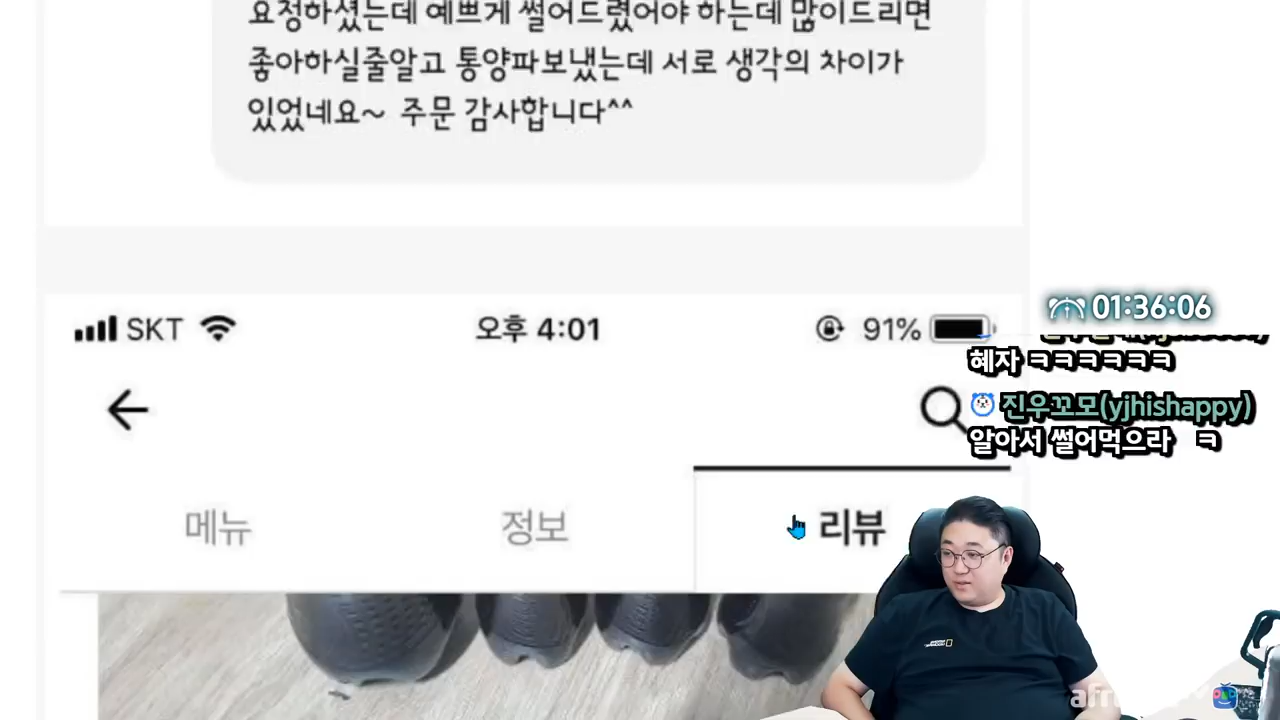 요청하셨는데 예쁘게 썰어드렸어야 하는데 많이드리면
좋아하실줄알고 통양파보냈는데 서로 생각의 차이가
있었네요~ 주문 감사합니다^^
SKT
오후 4:01
91%
메뉴
정보
리뷰
01:36:06
혜자 ㅋㅋㅋㅋㅋㅋ
진우꼬모(yjhishappy)
알아서 썰어먹으라 ㅋ